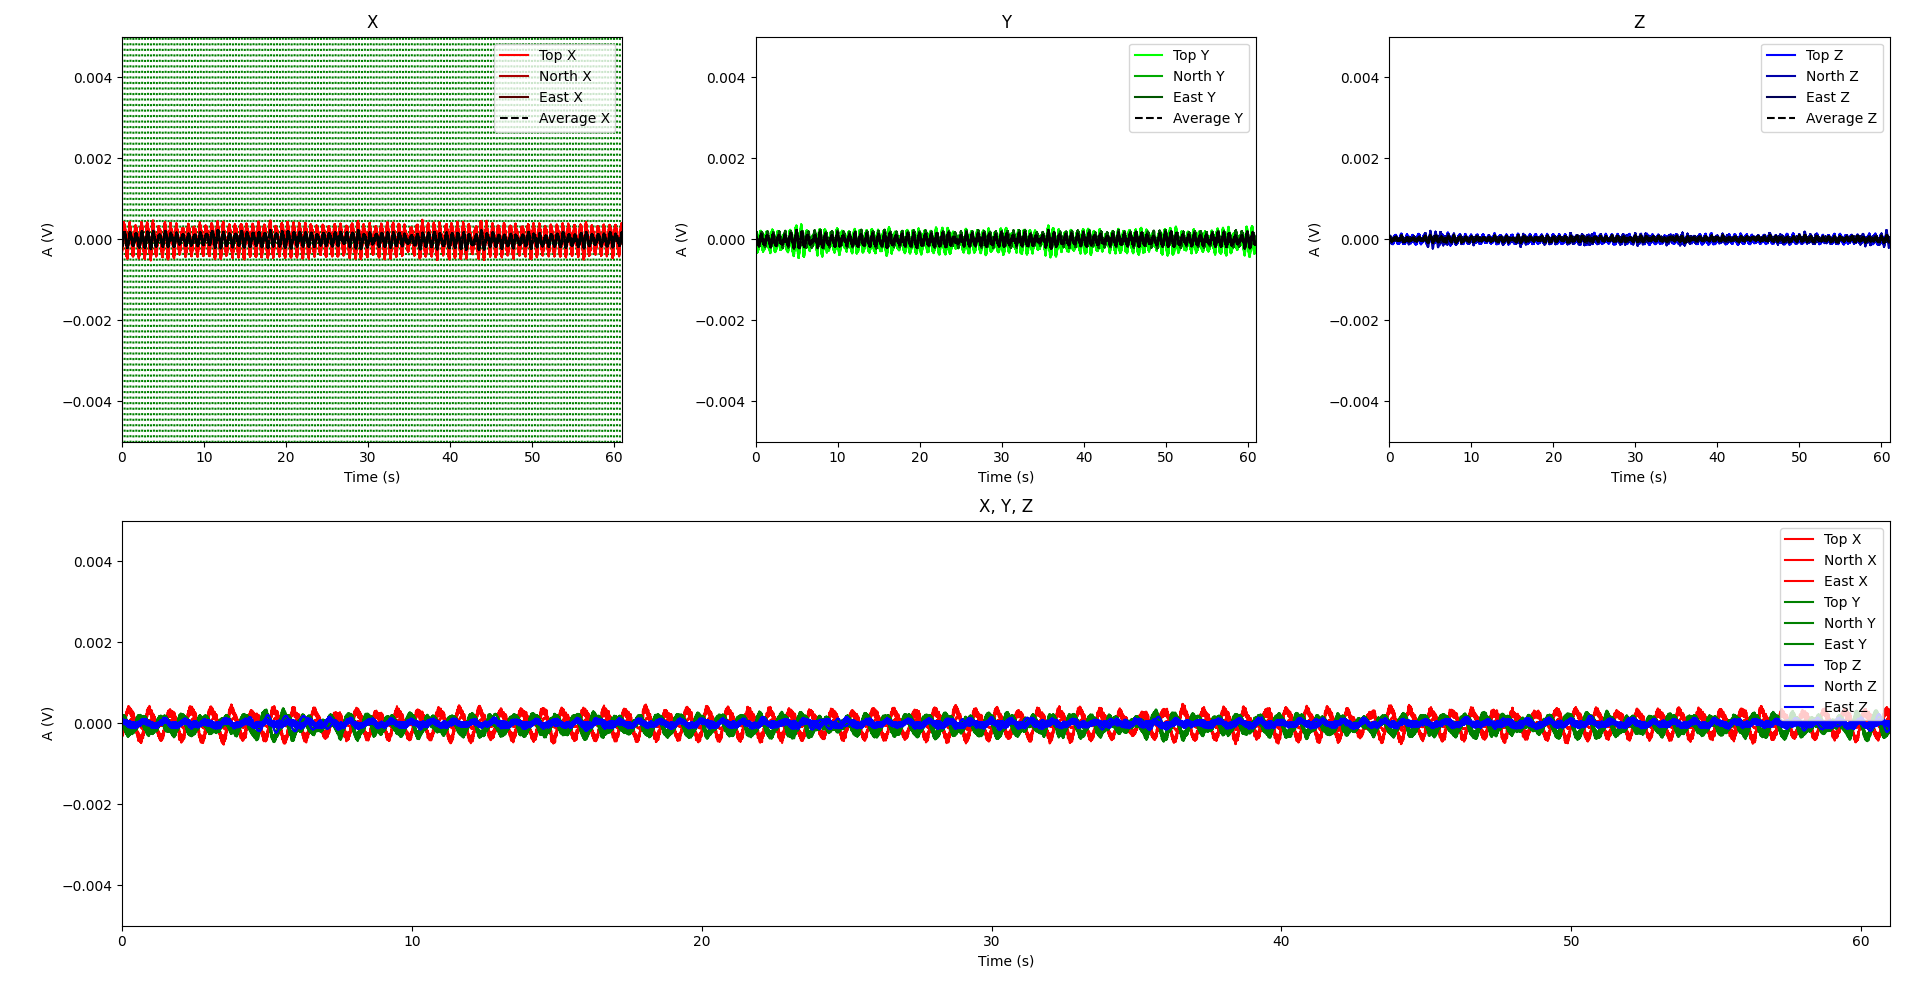 X
Y
Z
0.004
0.002
0.000
−0.002
−0.004
A (V)
0
10
20
30
40
50
60
Time (s)
Top X
North X
East X
Average X
0.004
0.002
0.000
−0.002
−0.004
A (V)
0
10
20
30
40
50
60
Time (s)
Top Y
North Y
East Y
Average Y
0.004
0.002
0.000
−0.002
−0.004
A (V)
0
10
20
30
40
50
60
Time (s)
Top Z
North Z
East Z
Average Z
X, Y, Z
0.004
0.002
0.000
−0.002
−0.004
A (V)
0
10
20
30
40
50
60
Time (s)
Top X
North X
East X
Top Y
North Y
East Y
Top Z
North Z
East Z